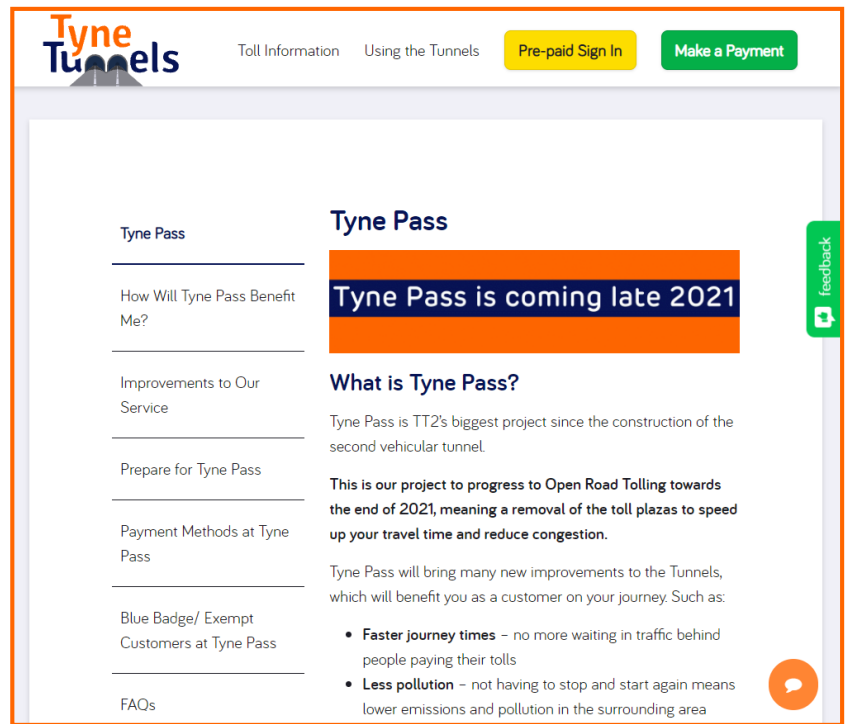 Tyne
Tunnels
Toll Information
Using the Tunnels
Pre-paid Sign In
Make a Payment
Tyne Pass
How Will Tyne Pass Benefit
Me?
Improvements to Our
Service
Prepare for Tyne Pass
Payment Methods at Tyne
Pass
Blue Badge/ Exempt
Customers at Tyne Pass
FAQs
Tyne Pass
Tyne Pass is coming late 2021
What is Tyne Pass?
Tyne Pass is TT2's biggest project since the construction of the
second vehicular tunnel.
This is our project to progress to Open Road Tolling towards
the end of 2021, meaning a removal of the toll plazas to speed
up your travel time and reduce congestion.
Tyne Pass will bring many new improvements to the Tunnels,
which will benefit you as a customer on your journey. Such as:
• Faster journey times – no more waiting in traffic behind
people paying their tolls
• Less pollution – not having to stop and start again means
lower emissions and pollution in the surrounding area
feedback